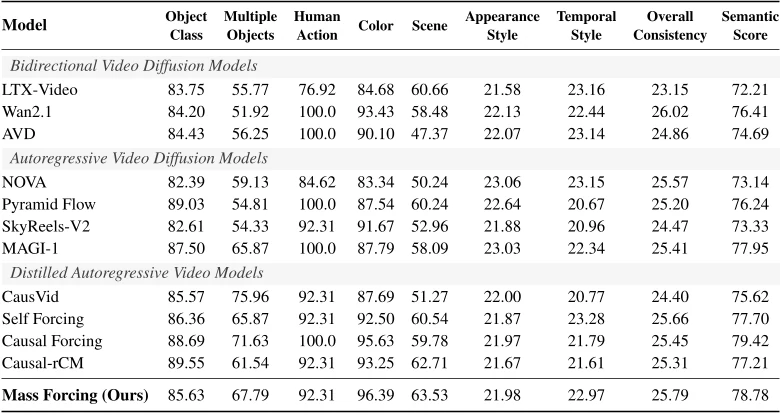 Model Object Class Multiple Objects Human Action Color Scene Appearance Style Temporal Style Overall Consistency Semantic Score
Bidirectional Video Diffusion Models
LTX-Video 83.75 55.77 76.92 84.68 60.66 21.58 23.16 23.15 72.21
Wan2.1 84.20 51.92 100.0 93.43 58.48 22.13 22.44 26.02 76.41
AVD 84.43 56.25 100.0 90.10 47.37 22.07 23.14 24.86 74.69
Autoregressive Video Diffusion Models
NOVA 82.39 59.13 84.62 83.34 50.24 23.06 23.15 25.57 73.14
Pyramid Flow 89.03 54.81 100.0 87.54 60.24 22.64 20.67 25.20 76.24
SkyReels-V2 82.61 54.33 92.31 91.67 52.96 21.88 20.96 24.47 73.33
MAGI-1 87.50 65.87 100.0 87.79 58.09 23.03 22.34 25.41 77.95
Distilled Autoregressive Video Models
CausVid 85.57 75.96 92.31 87.69 51.27 22.00 20.77 24.40 75.62
Self Forcing 86.36 65.87 92.31 92.50 60.54 21.87 23.28 25.66 77.70
Causal Forcing 88.69 71.63 100.0 95.63 59.78 21.97 21.79 25.45 79.42
Causal-rCM 89.55 61.54 92.31 93.25 62.71 21.67 21.61 25.31 77.21
Mass Forcing (Ours) 85.63 67.79 92.31 96.39 63.53 21.98 22.97 25.79 78.78